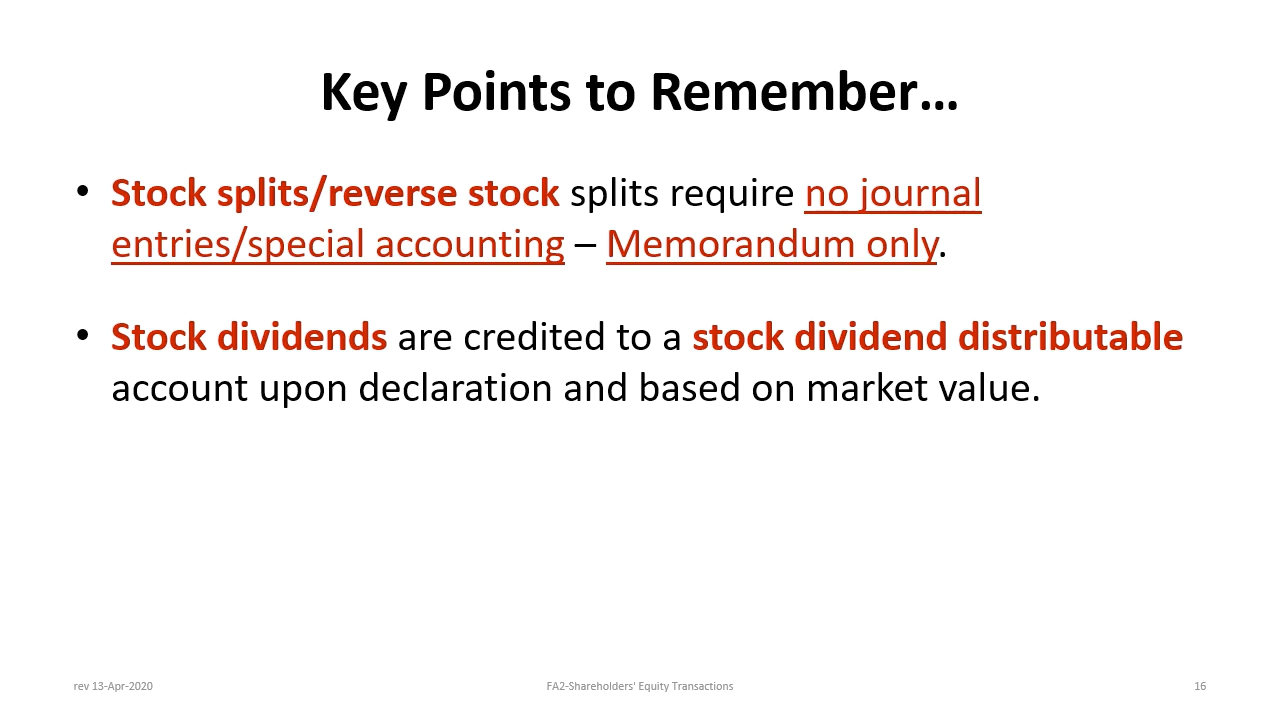 Key Points to Remember…
• Stock splits/reverse stock splits require no journal
entries/special accounting – Memorandum only.
• Stock dividends are credited to a stock dividend distributable
account upon declaration and based on market value.
rev 13-Apr-2020
FA2-Shareholders' Equity Transactions
16